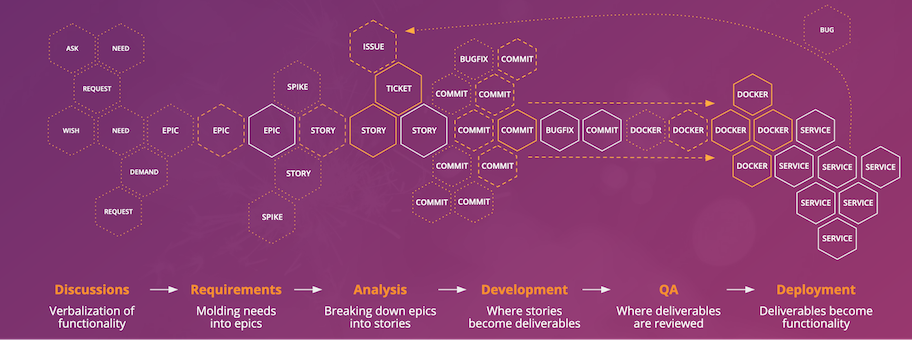 BUG
ISSUE
ASK NEED
BUGFIX COMMIT
REQUEST
SPIKE
TICKET
COMMIT COMMIT
DOCKER
WISH NEED EPIC EPIC EPIC STORY STORY STORY COMMIT COMMIT BUGFIX COMMIT DOCKER DOCKER DOCKER DOCKER SERVICE
DEMAND
STORY
COMMIT COMMIT
DOCKER SERVICE SERVICE SERVICE
REQUEST
SPIKE
COMMIT COMMIT
SERVICE SERVICE
SERVICE
Discussions
Verbalization of
functionality
Requirements
Molding needs
into epics
Analysis
Breaking down epics
into stories
Development
Where stories
become deliverables
QA
Where deliverables
are reviewed
Deployment
Deliverables become
functionality